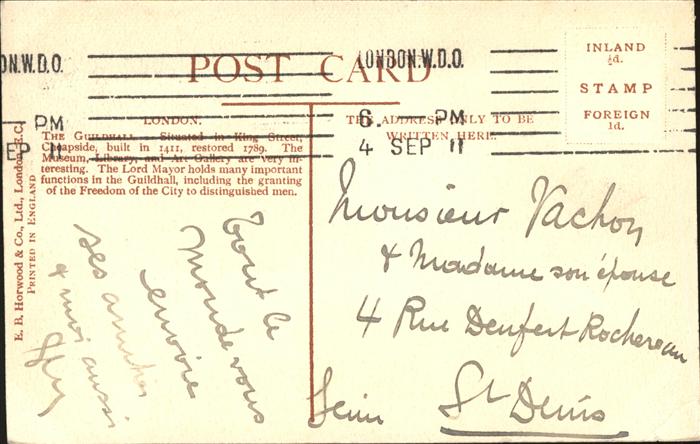 LONDON.W.D.O.
6. PM
4 SEP 11
POST CARD
INLAND
½d.
STAMP
FOREIGN
1d.
LONDON.
THE GUILDHALL. Situated in King Street,
Cheapside, built in 1411, restored 1789. The
Museum, Library, and Art Gallery are very in-
teresting. The Lord Mayor holds many important
functions in the Guildhall, including the granting
of the Freedom of the City to distinguished men.
THE ADDRESS ONLY TO BE
WRITTEN HERE.
E. B. Horwood & Co., Ltd., London, E.C.
PRINTED IN ENGLAND
Tout le
Monde vous
envoie
ses amitiés
& moi aussi
Monsieur Vachon
& Madame son épouse
4 Rue Denfert Rochereau
St Denis
Seine
ON.W.D.O.
PM
EP 11